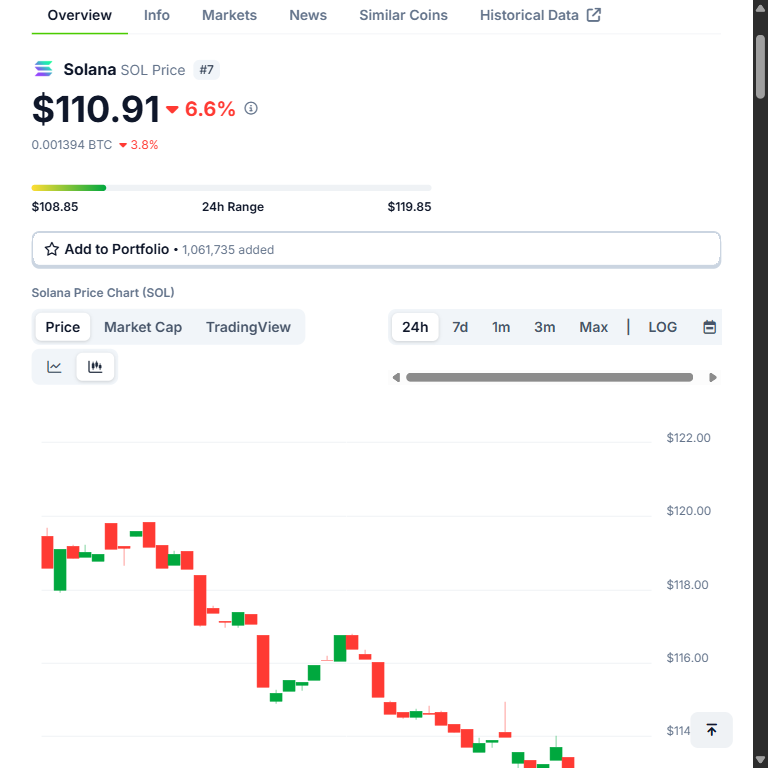 Overview Info Markets News Similar Coins Historical Data
Solana SOL Price #7
$110.91 6.6%
0.001394 BTC 3.8%
$108.85 24h Range $119.85
Add to Portfolio • 1,061,735 added
Solana Price Chart (SOL)
Price Market Cap TradingView 24h 7d 1m 3m Max | LOG
$122.00
$120.00
$118.00
$116.00
$114